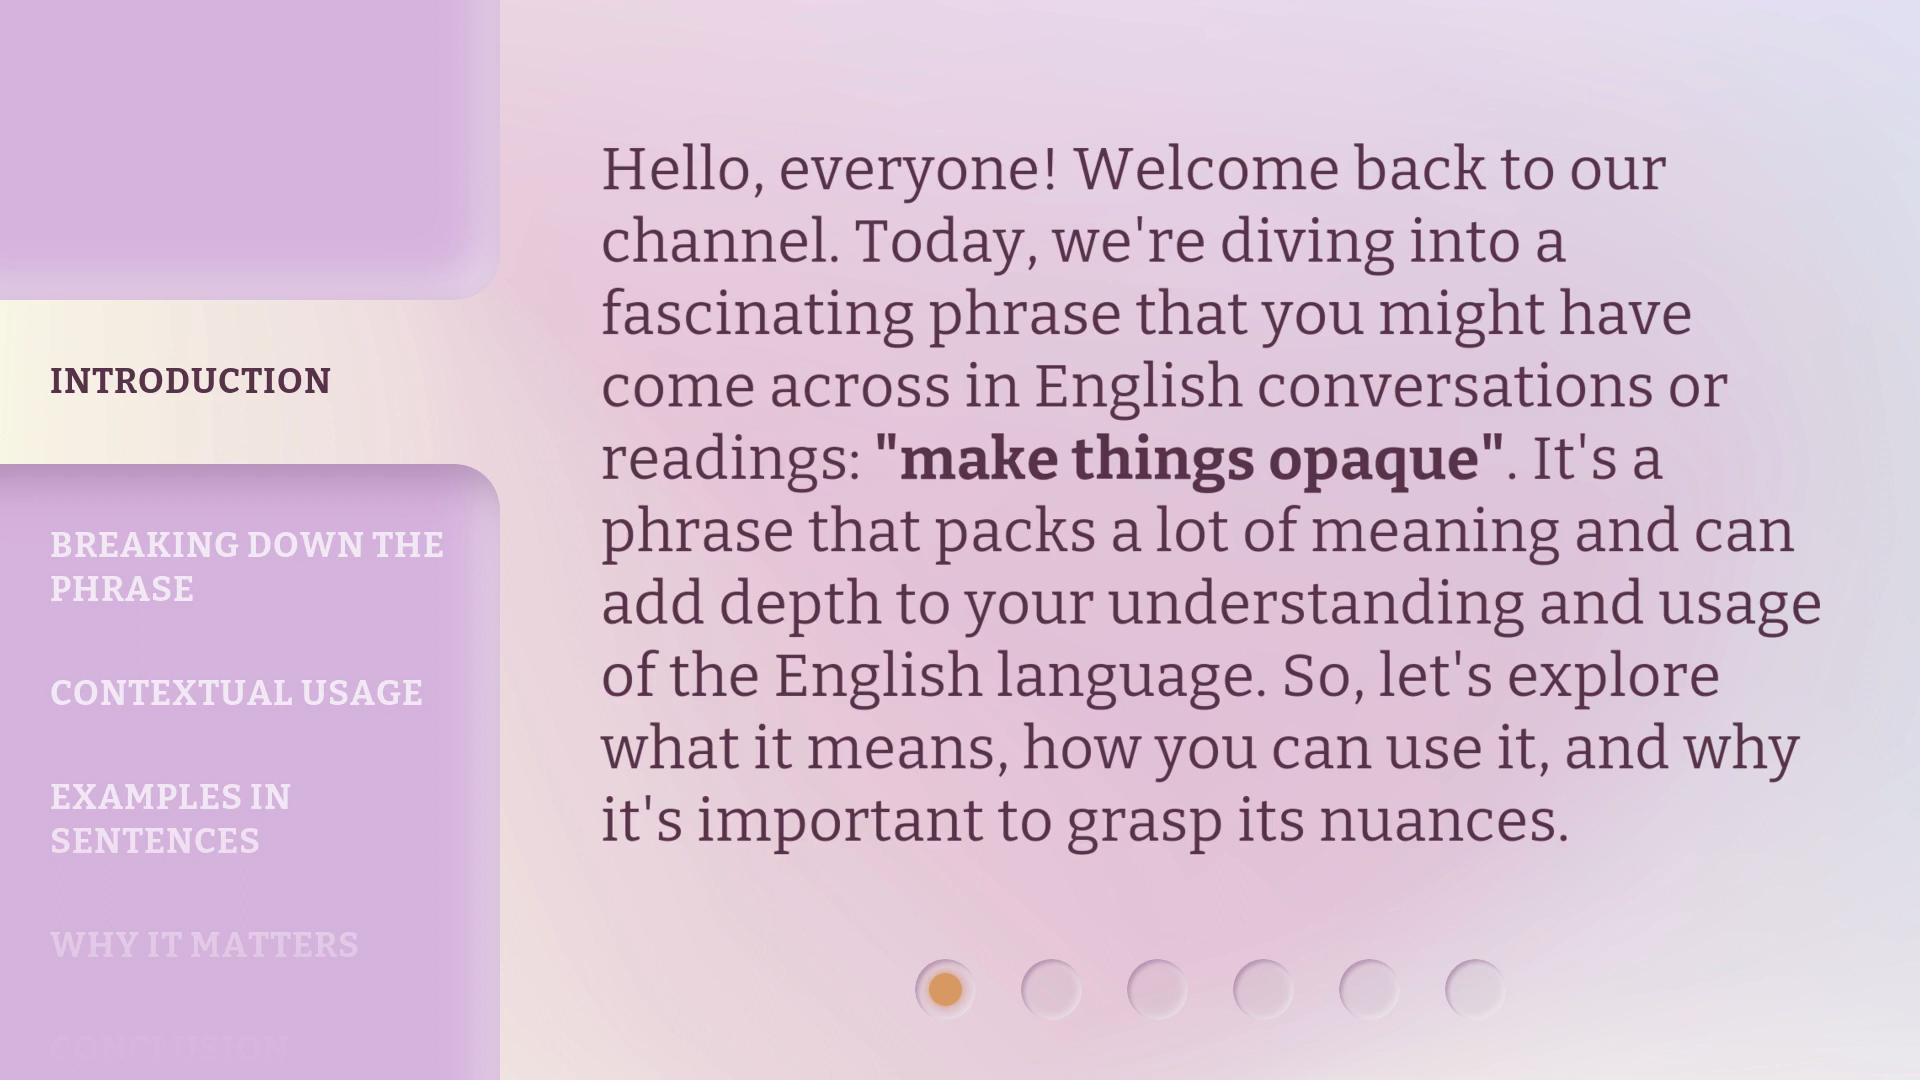 INTRODUCTION
BREAKING DOWN THE
PHRASE
CONTEXTUAL USAGE
EXAMPLES IN
SENTENCES
WHY IT MATTERS
CONCLUSION
Hello, everyone! Welcome back to our
channel. Today, we're diving into a
fascinating phrase that you might have
come across in English conversations or
readings: "make things opaque". It's a
phrase that packs a lot of meaning and can
add depth to your understanding and usage
of the English language. So, let's explore
what it means, how you can use it, and why
it's important to grasp its nuances.